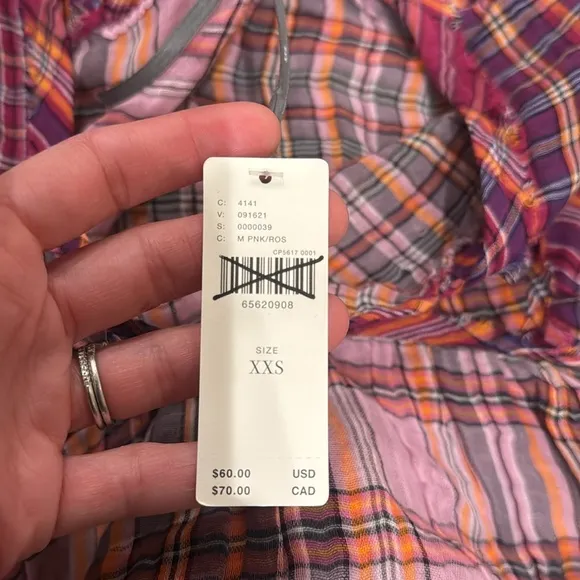 C: 4141
V: 091621
S: 0000039
C: M PNK/ROS
CP5617 0001
65620908
SIZE
XXS
$60.00 USD
$70.00 CAD